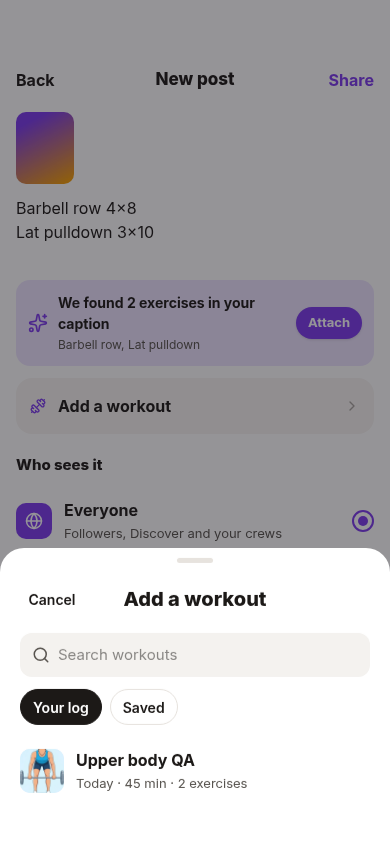 Back
New post
Share
Barbell row 4×8
Lat pulldown 3×10
We found 2 exercises in your
caption
Barbell row, Lat pulldown
Attach
Add a workout
Who sees it
Everyone
Followers, Discover and your crews
Cancel
Add a workout
Search workouts
Your log
Saved
Upper body QA
Today · 45 min · 2 exercises